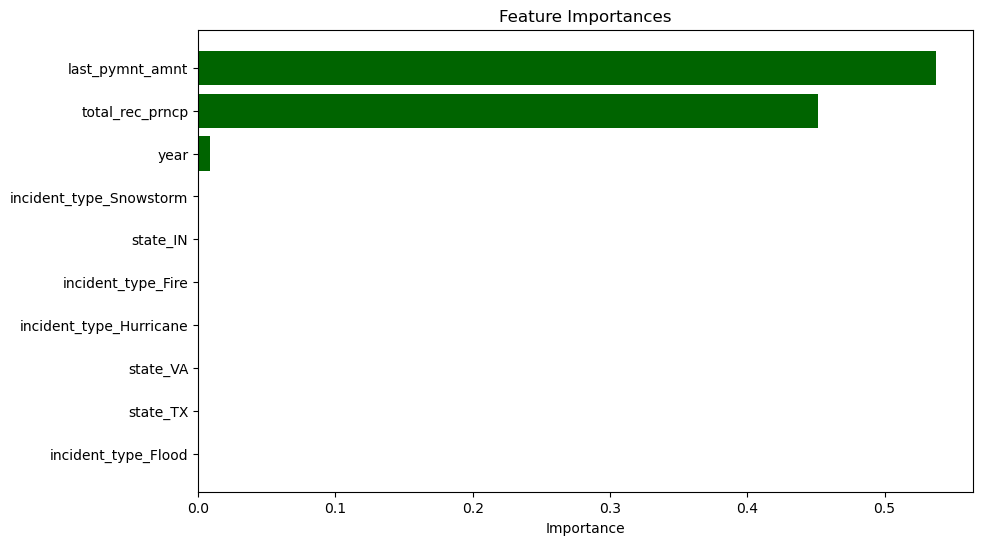 Feature Importances
last_pymnt_amnt
total_rec_prncp
year
incident_type_Snowstorm
state_IN
incident_type_Fire
incident_type_Hurricane
state_VA
state_TX
incident_type_Flood
0.0 0.1 0.2 0.3 0.4 0.5
Importance